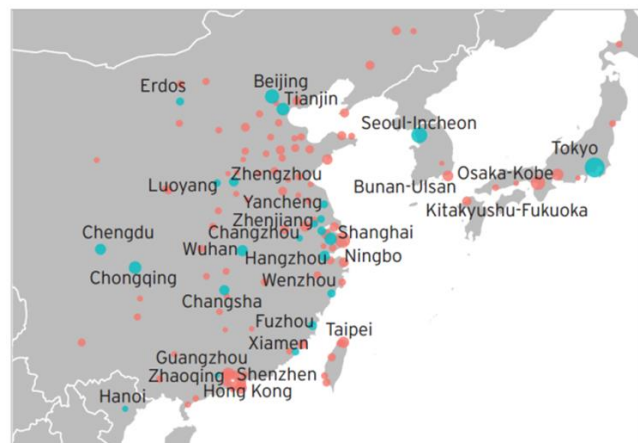 Beijing
Erdos
Tianjin
Seoul-Incheon
Tokyo
Zhengzhou
Osaka-Kobe
Luoyang
Bunan-Ulsan
Yancheng
Kitakyushu-Fukuoka
Zhenjiang
Chengdu
Changzhou
Shanghai
Wuhan
Hangzhou
Ningbo
Chongqing
Wenzhou
Changsha
Fuzhou
Taipei
Xiamen
Guangzhou
Zhaoqing
Shenzhen
Hong Kong
Hanoi